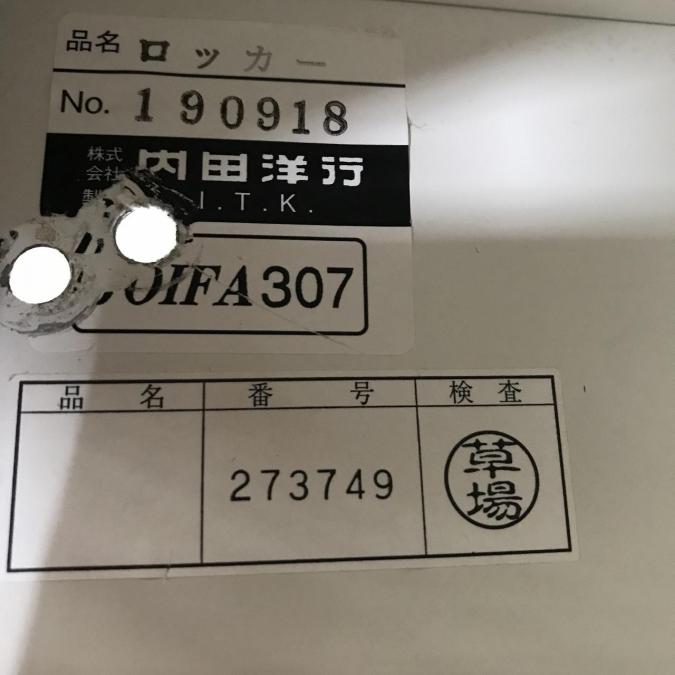 品名 ロッカー
No. 190918
株式会社 内田洋行
製 I.T.K.
OIFA307
品名 番号 検査
273749 草場